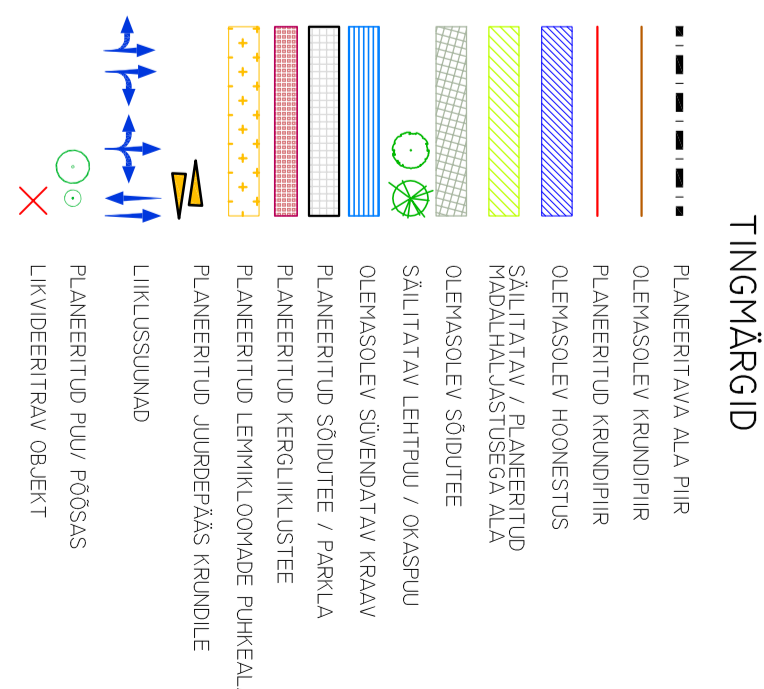 TINGMÄRGID
PLANEERITAVA ALA PIIR
OLEMASOLEV KRUNDIPIIR
PLANEERITUD KRUNDIPIIR
OLEMASOLEV HOONESTUS
SÄILITATAV / PLANEERITUD
MADALHALJASTUSEGA ALA
OLEMASOLEV SÕIDUTEE
SÄILITATAV LEHTPUU / OKASPUU
OLEMASOLEV SÜVENDATAV KRAAV
PLANEERITUD SÕIDUTEE / PARKLA
PLANEERITUD KERGLIIKLUSTEE
PLANEERITUD LEMMIKLOOMADE PUHKEAL
PLANEERITUD JUURDEPÄÄS KRUNDILE
LIIKLUSSUUNAD
PLANEERITUD PUU/ PÕÕSAS
LIKVIDEERITRAV OBJEKT